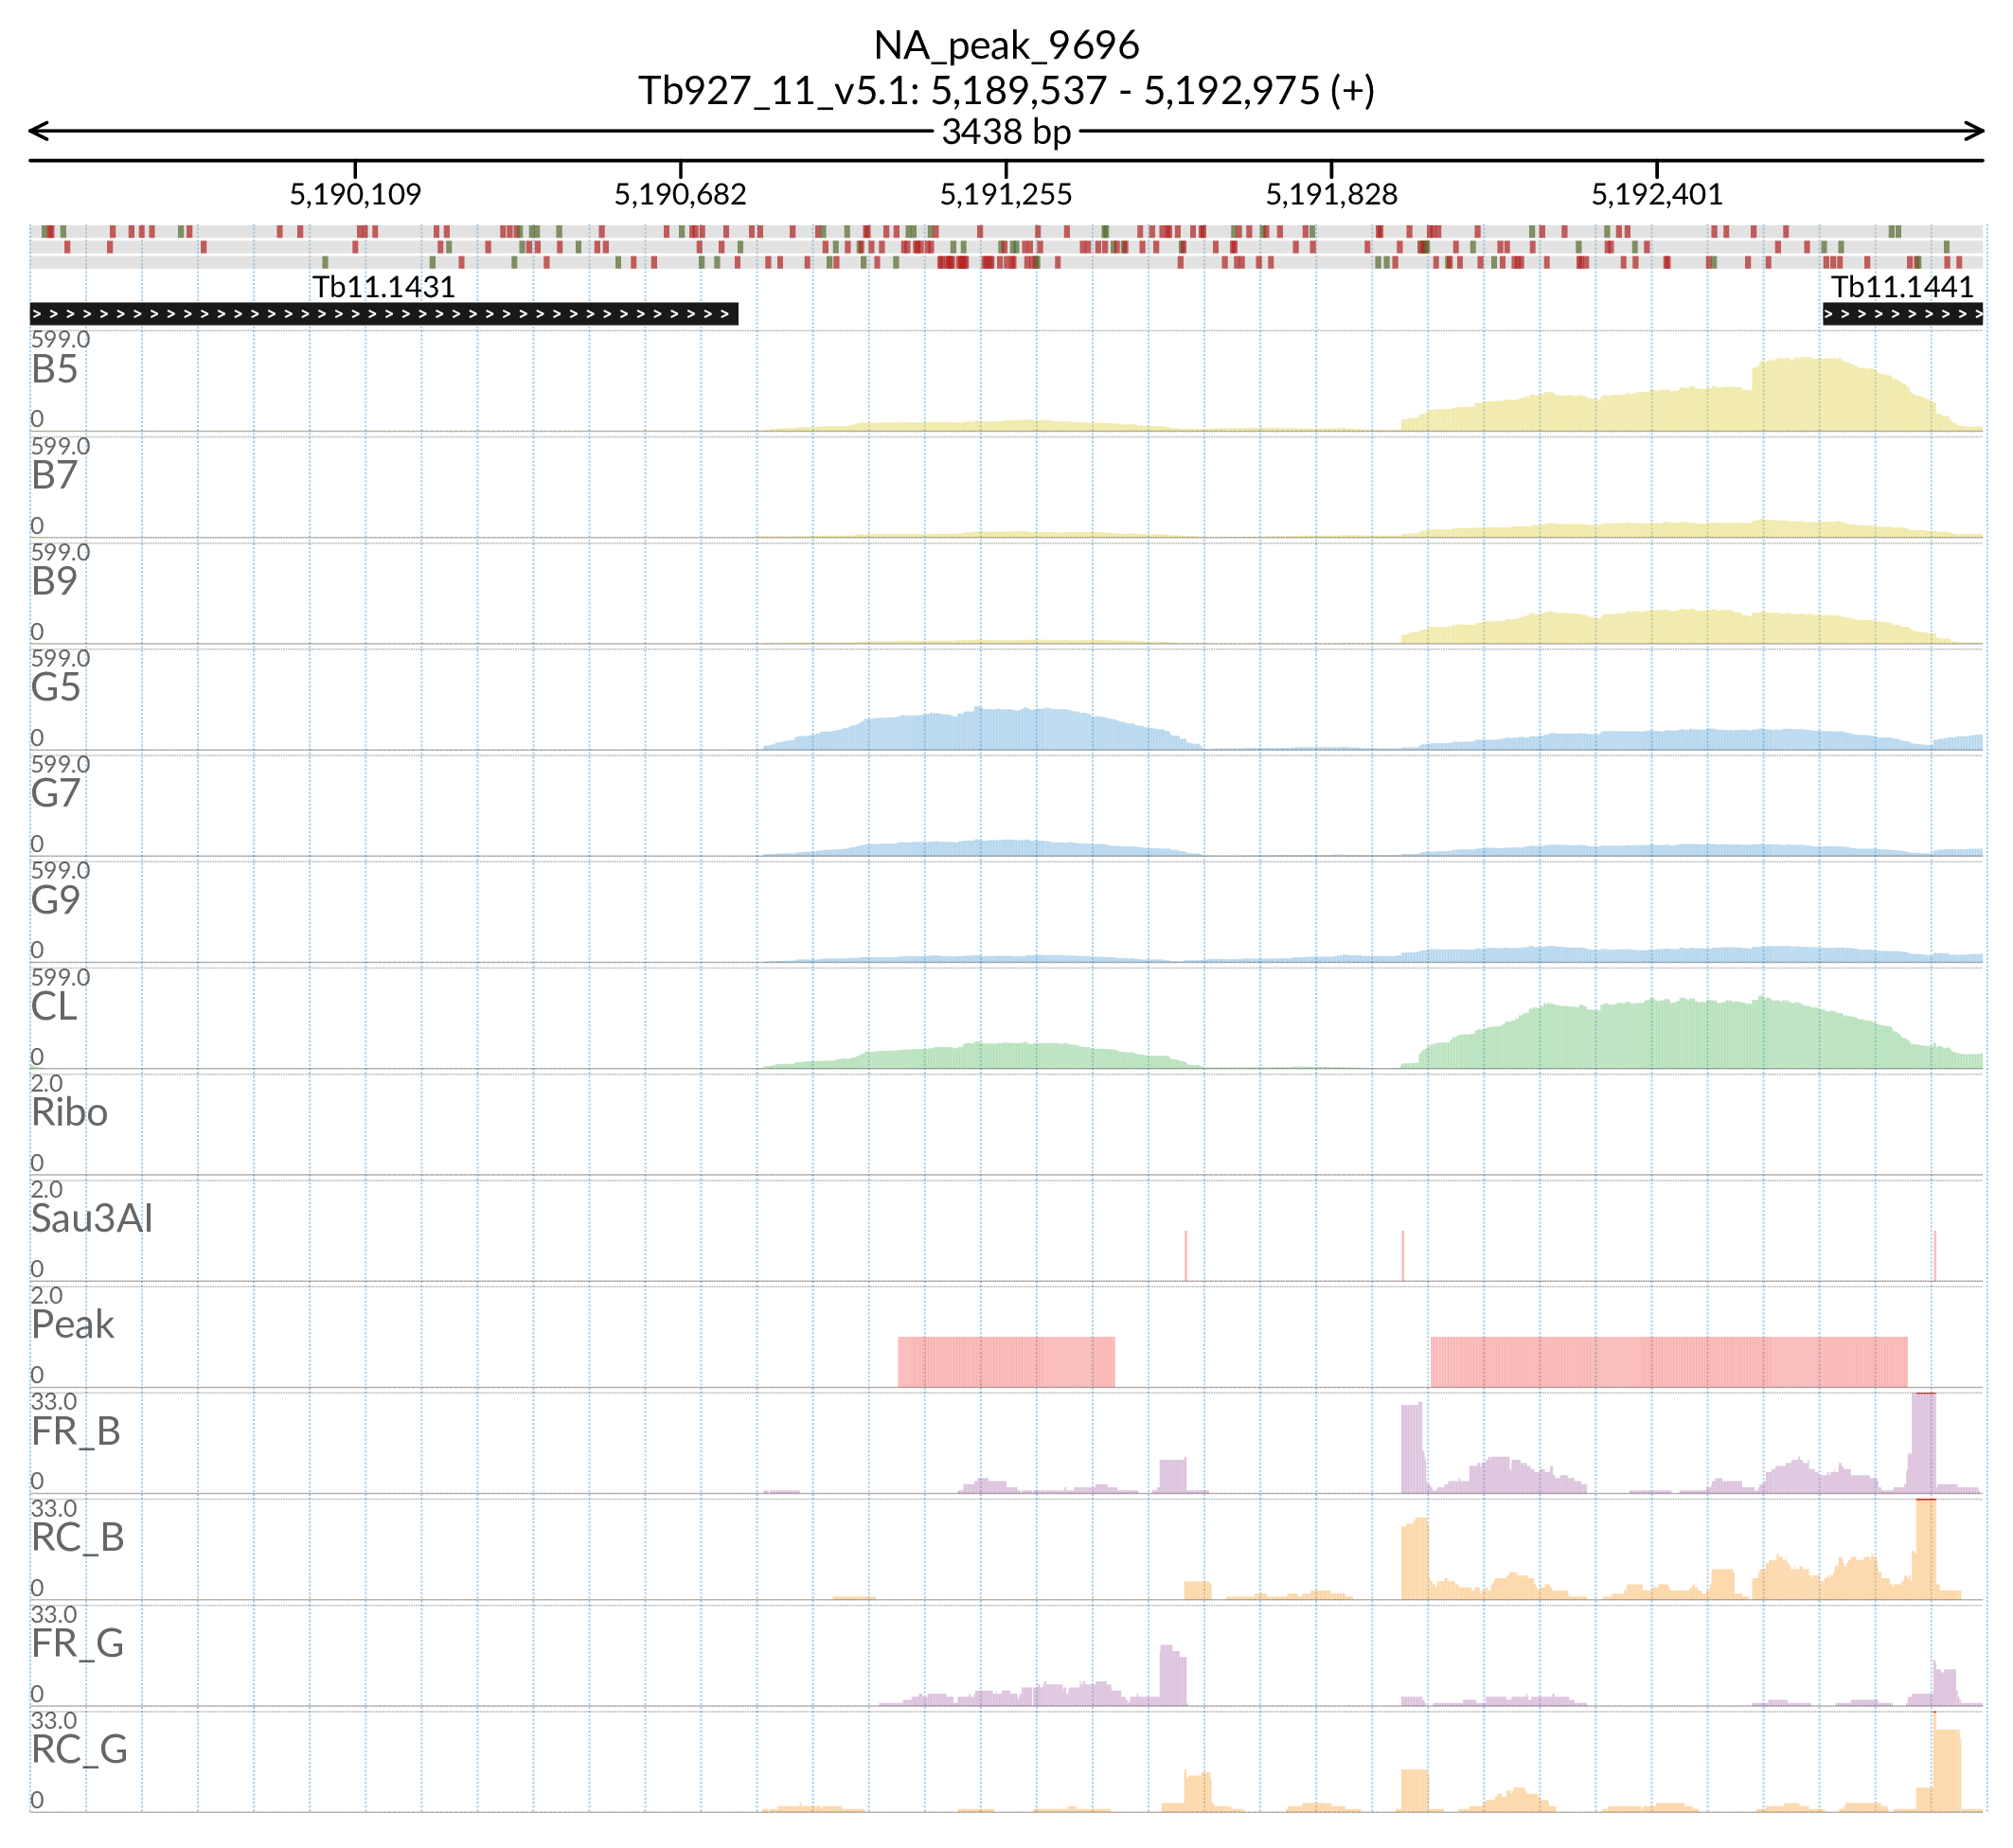 NA_peak_9696
Tb927_11_v5.1: 5,189,537 - 5,192,975 (+)
3438 bp
5,190,109 5,190,682 5,191,255 5,191,828 5,192,401
Tb11.1431 Tb11.1441
599.0
B5
0
599.0
B7
0
599.0
B9
0
599.0
G5
0
599.0
G7
0
599.0
G9
0
599.0
CL
0
2.0
Ribo
0
2.0
Sau3AI
0
2.0
Peak
0
33.0
FR_B
0
33.0
RC_B
0
33.0
FR_G
0
33.0
RC_G
0